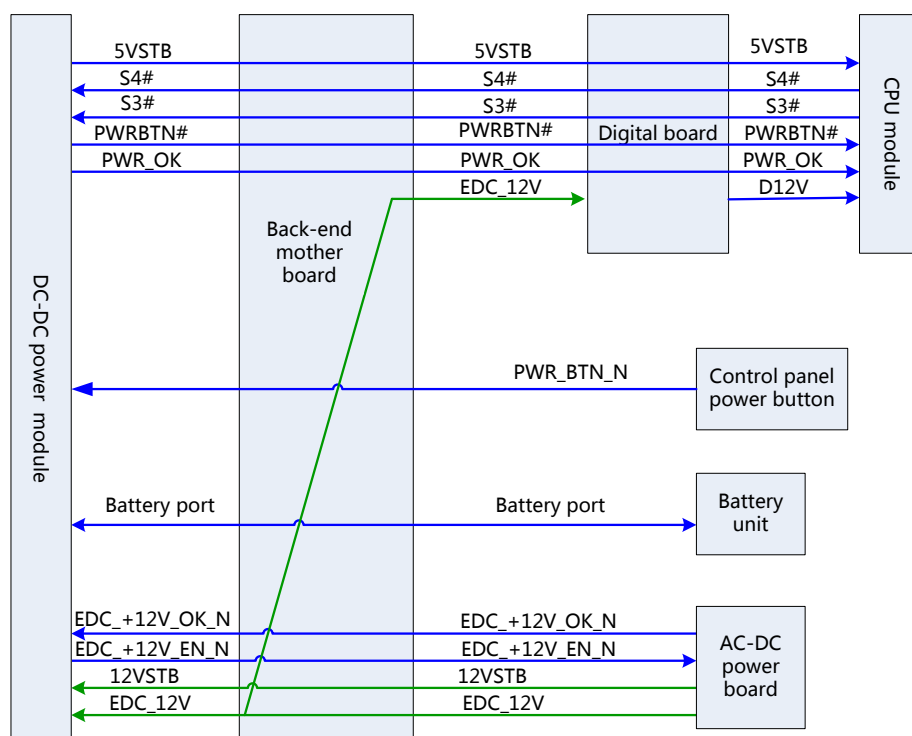 5VSTB
5VSTB
5VSTB
S4#
S4#
S4#
S3#
S3#
S3#
PWRBTN#
PWRBTN#
Digital board
PWRBTN#
PWR_OK
PWR_OK
PWR_OK
EDC_12V
D12V
CPU module
Back-end
mother
board
DC-DC power module
PWR_BTN_N
Control panel
power button
Battery port
Battery port
Battery
unit
EDC_+12V_OK_N
EDC_+12V_OK_N
EDC_+12V_EN_N
EDC_+12V_EN_N
AC-DC
power
board
12VSTB
12VSTB
EDC_12V
EDC_12V